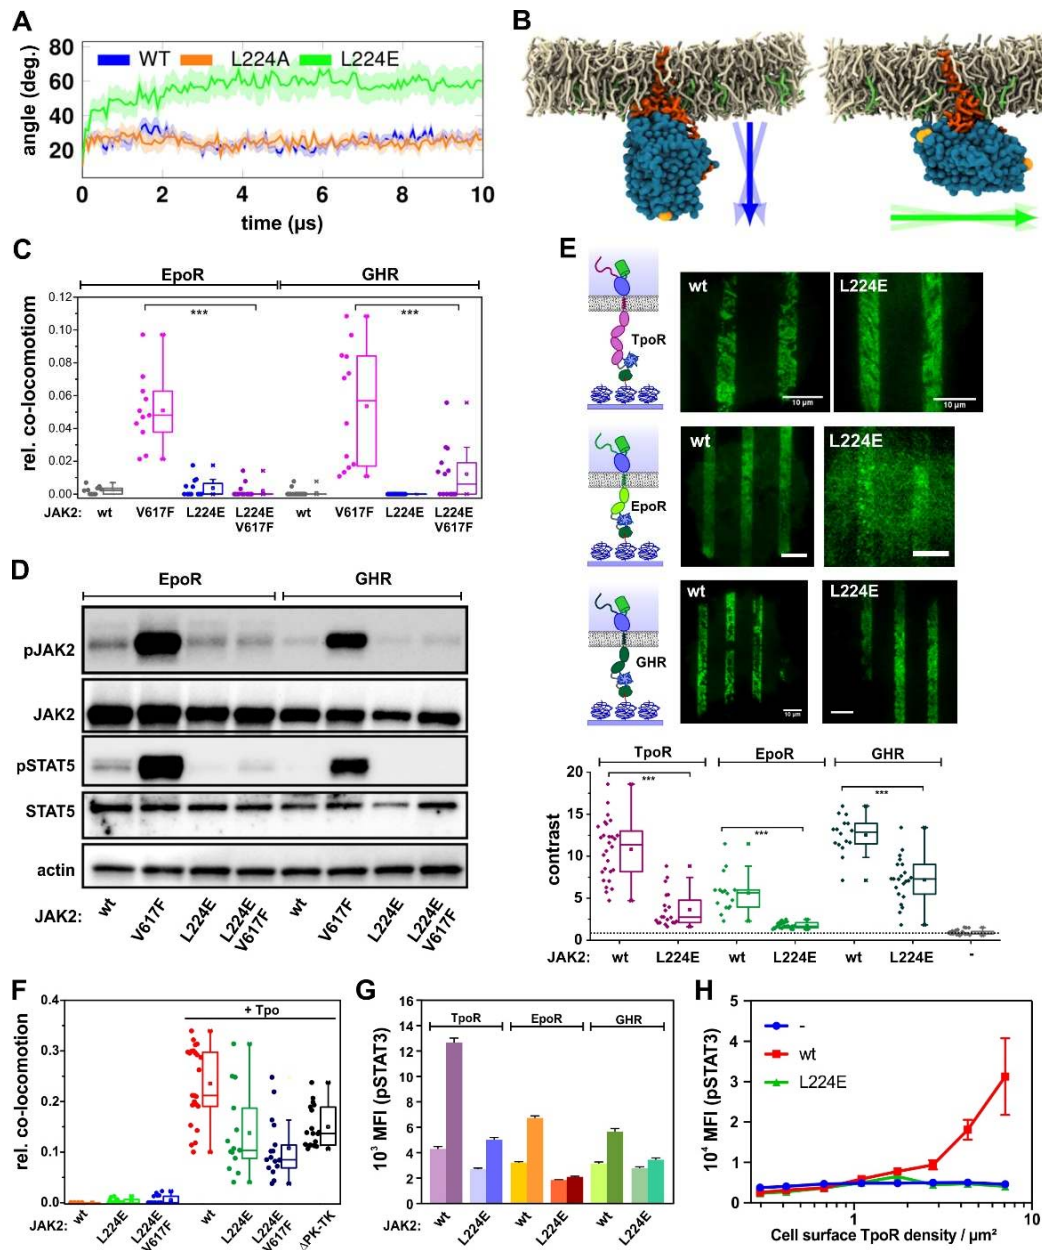 A
WT L224A L224E
angle (deg.)
80
60
40
20
0 2 4 6 8 10
time (µs)
B
C
EpoR GHR
rel. co-locomotiom
0.12
0.10
0.08
0.06
0.04
0.02
0.00
*** ***
JAK2: wt V617F L224E L224E V617F wt V617F L224E L224E V617F
D
EpoR GHR
pJAK2
JAK2
pSTAT5
STAT5
actin
JAK2: wt V617F L224E L224E V617F wt V617F L224E L224E V617F
E
TpoR
wt L224E
10 µm 10 µm
EpoR
wt L224E
GHR
wt L224E
10 µm
TpoR EpoR GHR
contrast
20
15
10
5
0
*** *** ***
JAK2: wt L224E wt L224E wt L224E -
F
+ Tpo
rel. co-locomotion
0.4
0.3
0.2
0.1
0.0
JAK2: wt L224E L224E V617F wt L224E L224E V617F ΔPK-TK
G
TpoR EpoR GHR
10³ MFI (pSTAT3)
16
14
12
10
8
6
4
2
0
JAK2: wt L224E wt L224E wt L224E
H
-
wt
L224E
10⁴ MFI (pSTAT3)
5
4
3
2
1
0
1 10
Cell surface TpoR density / µm²